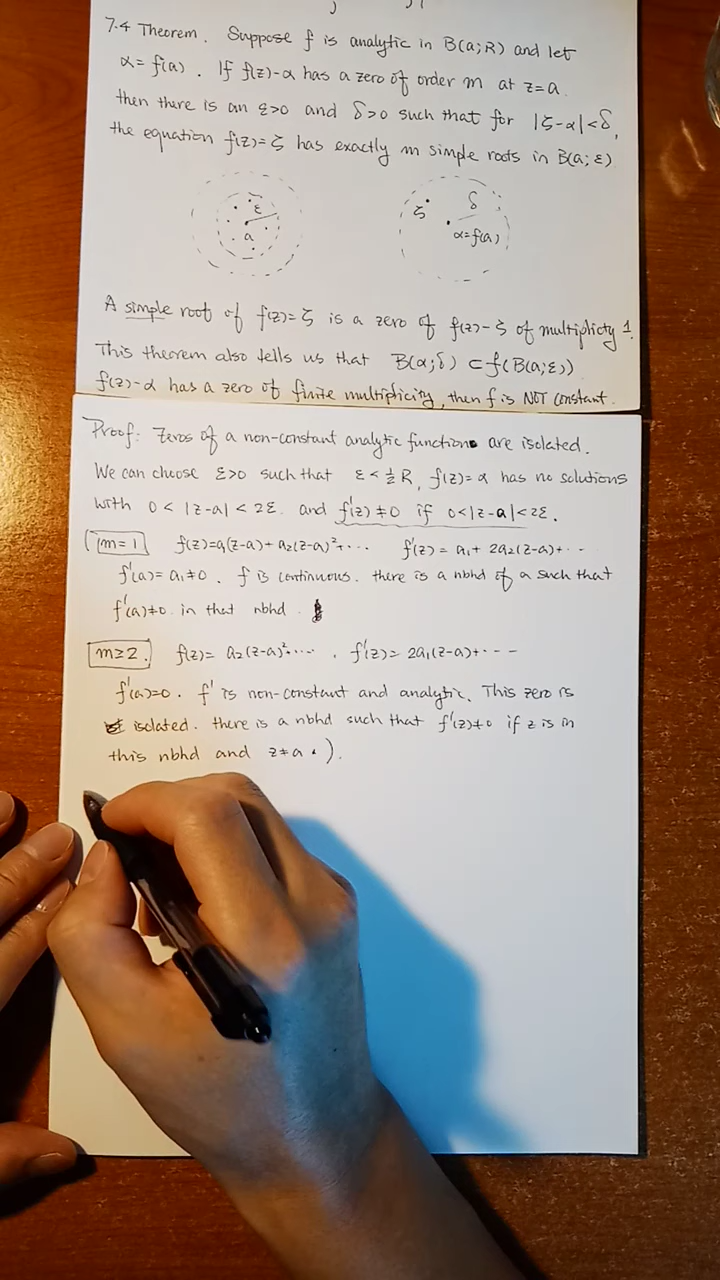 7.4 Theorem. Suppose f is analytic in B(a;R) and let
α = f(a). If f(z)-α has a zero of order m at z=a.
then there is an ε>0 and δ>0 such that for |ζ-α|<δ,
the equation f(z)=ζ has exactly m simple roots in B(a;ε)
ε
a
ζ
δ
α=f(a)
A simple root of f(z)=ζ is a zero of f(z)-ζ of multiplicty 1.
This theorem also tells us that B(α;δ) ⊂ f(B(a;ε))
f(z)-α has a zero of finite multiplicity, then f is NOT constant.
Proof: Zeros of a non-constant analytic function are isolated.
We can choose ε>0 such that ε < ½R, f(z)=α has no solutions
with 0 < |z-a| < 2ε. and f'(z) ≠ 0 if 0<|z-a|<2ε.
(m=1 f(z)=a₁(z-a)+a₂(z-a)²+··· f'(z) = a₁+ 2a₂(z-a)+··
f'(a)= a₁≠0. f is continuous. there is a nbhd of a such that
f'(a)≠0. in that nbhd.
m≥2. f(z)= a₂(z-a)²+···, f'(z)= 2a₁(z-a)+---
f'(a)=0. f' is non-constant and analytic. This zero is
isolated. there is a nbhd such that f'(z)≠0 if z is in
this nbhd and z≠a.).